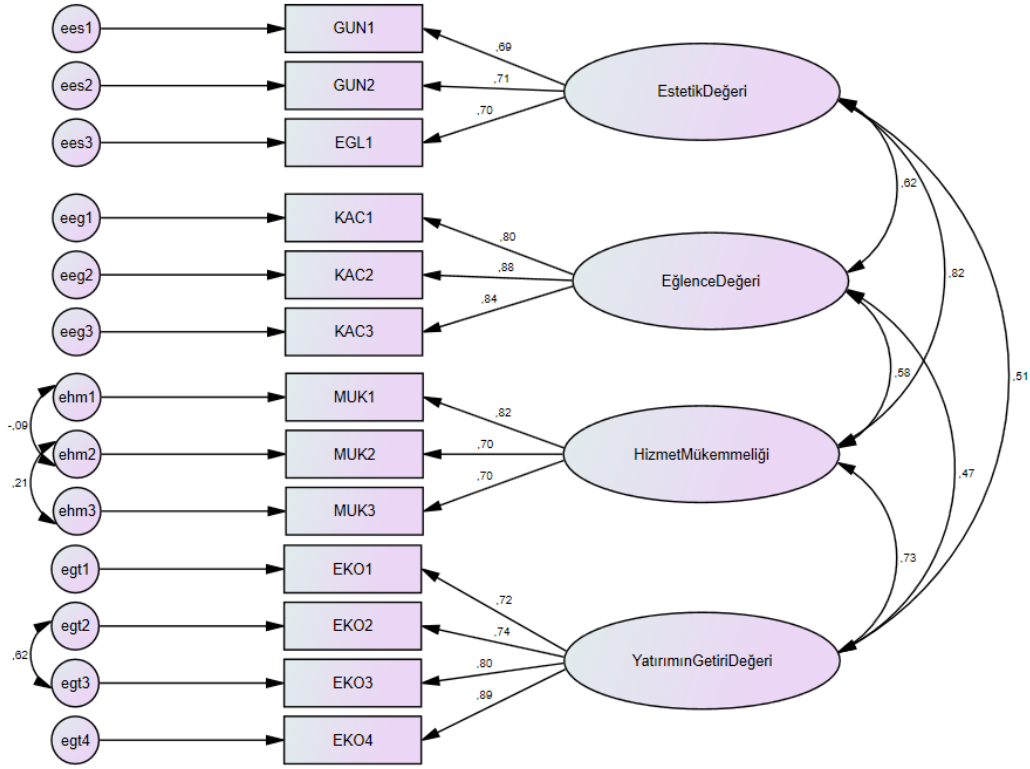 ees1
GUN1
,69
ees2
GUN2
,71
EstetikDeğeri
ees3
EGL1
,70
,62
eeg1
KAC1
,80
eeg2
KAC2
,88
EğlenceDeğeri
,82
eeg3
KAC3
,84
,58
,51
ehm1
MUK1
,82
-,09
ehm2
MUK2
,70
HizmetMükemmeliği
,21
,47
ehm3
MUK3
,70
,73
egt1
EKO1
,72
egt2
EKO2
,74
,62
YatırımınGetiriDeğeri
egt3
EKO3
,80
,89
egt4
EKO4